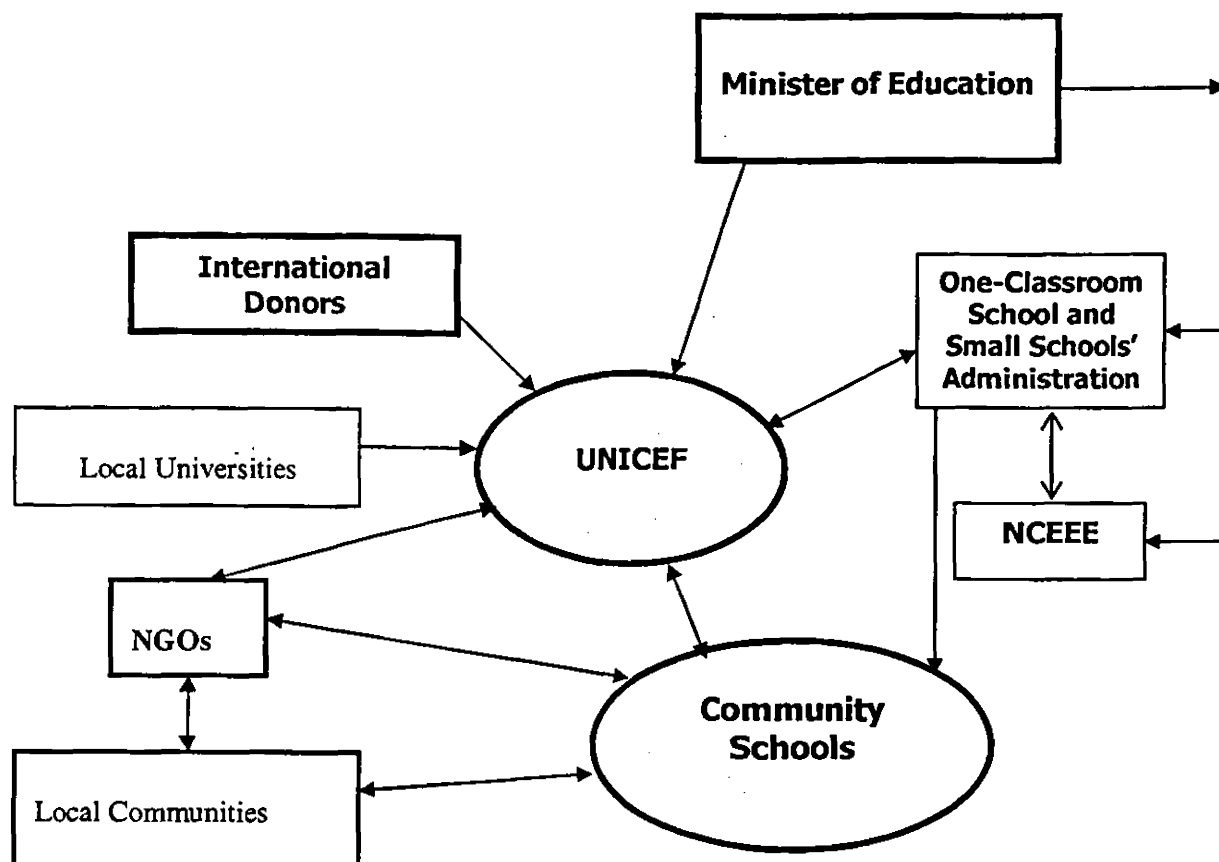 Minister of Education
International
Donors
One-Classroom
School and
Small Schools'
Administration
Local Universities
UNICEF
NCEEE
NGOs
Community
Schools
Local Communities